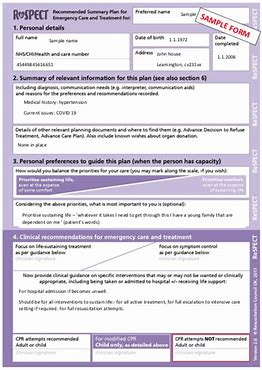 ReSPECT
Recommended Summary Plan for
Emergency Care and Treatment for:
Preferred name
Sample name
SAMPLE FORM
1. Personal details
Full name
Sample name
Date of birth
1.1.1972
Date completed
1.1.2006
NHS/CHI/Health and care number
Address
John house
Leamington, cv231xx
2. Summary of relevant information for this plan (see also section 6)
Including diagnosis, communication needs (e.g. interpreter, communication aids)
and reasons for the preferences and recommendations recorded.
Medical history: hypertension
Current issues: COVID 19
Details of other relevant planning documents and where to find them (e.g. Advance Decision to Refuse
Treatment, Advance Care Plan). Also include known wishes about organ donation.
None in place
3. Personal preferences to guide this plan (when the person has capacity)
How would you balance the priorities for your care (you may mark along the scale, if you wish):
Prioritise sustaining life,
even at the expense
of some comfort
Prioritise comfort,
even at the expense
of sustaining life
Considering the above priorities, what is most important to you is (optional):
Prioritise sustaining life – 'whatever it takes I need to get through this I have a young family that are
dependent on me' (patient's words)
4. Clinical recommendations for emergency care and treatment
Focus on life-sustaining treatment
as per guidance below
clinician signature
Focus on symptom control
as per guidance below
clinician signature
Now provide clinical guidance on specific interventions that may or may not be wanted or
clinically appropriate, including being taken or admitted to hospital +/- receiving life support:
For hospital admission if becomes unwell.
Should be for all interventions to sustain life - for all active treatment, for full escalation to intensive care
setting if required.
CPR attempts recommended
Adult or child
clinician signature
For modified CPR
Child only, as detailed above
clinician signature
CPR attempts NOT recommended
Adult or child
clinician signature
ReSPECT
ReSPECT
ReSPECT
ReSPECT
Version 2.0 © Resuscitation Council UK, 2017